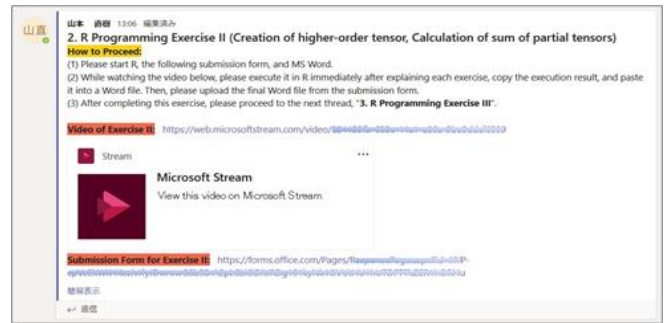 山直
山本 直樹 13:06 編集済み
2. R Programming Exercise II (Creation of higher-order tensor, Calculation of sum of partial tensors)
How to Proceed:
(1) Please start R, the following submission form, and MS Word.
(2) While watching the video below, please execute it in R immediately after explaining each exercise, copy the execution result, and paste
it into a Word file. Then, please upload the final Word file from the submission form.
(3) After completing this exercise, please proceed to the next thread, "3. R Programming Exercise III".
Video of Exercise II: https://web.microsoftstream.com/video/
Stream
Microsoft Stream
View this video on Microsoft Stream.
Submission Form for Exercise II: https://forms.office.com/Pages/
簡易表示
返信